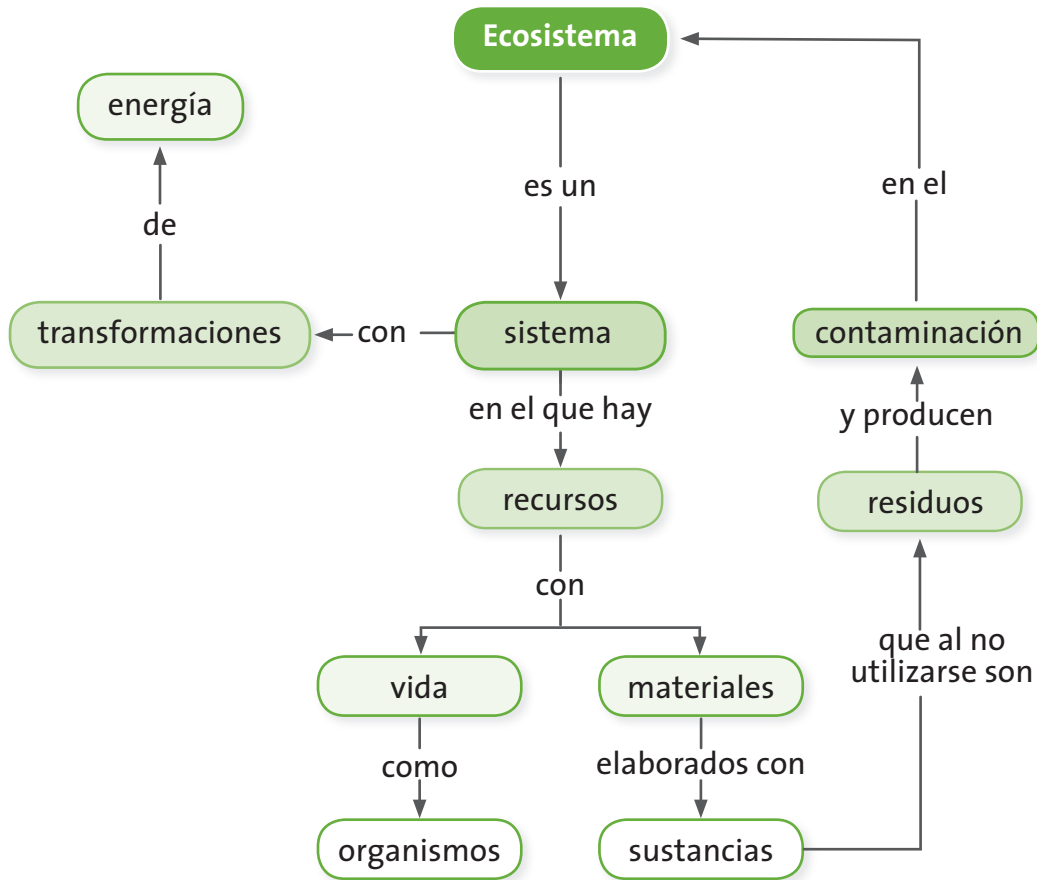 Ecosistema
energía
es un
en el
de
transformaciones
con
sistema
contaminación
en el que hay
y producen
recursos
residuos
con
que al no
utilizarse son
vida
materiales
como
elaborados con
organismos
sustancias